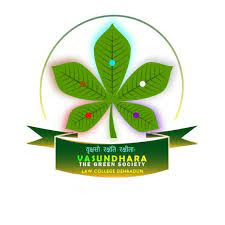 वृक्षो रक्षति रक्षितः
VASUNDHARA
THE GREEN SOCIETY
LAW COLLEGE DEHRADUN